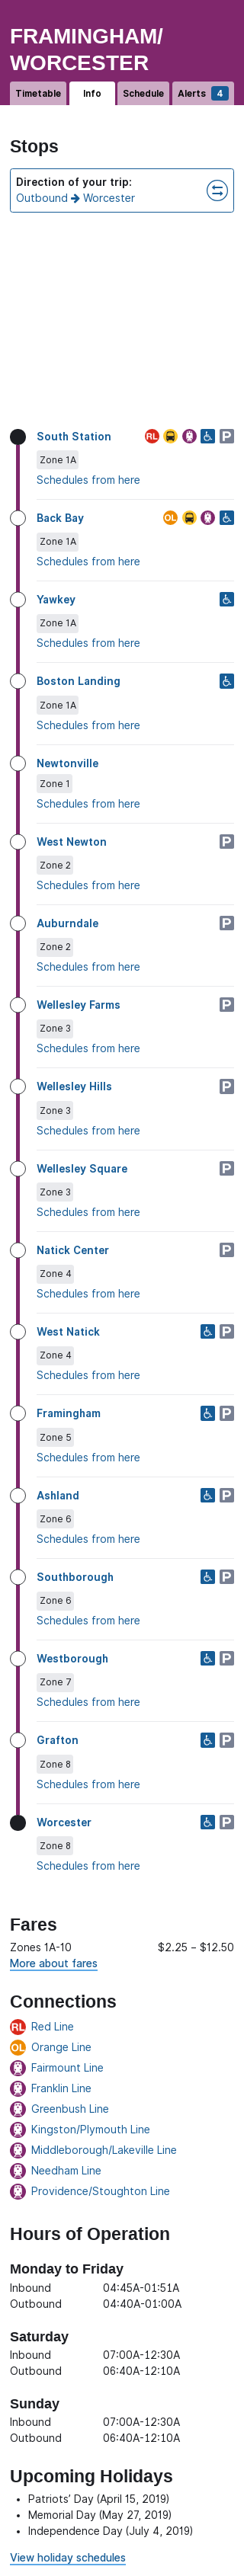 FRAMINGHAM/
WORCESTER
Timetable Info Schedule Alerts 4
Stops
Direction of your trip:
Outbound → Worcester
South Station RL P
Zone 1A
Schedules from here
Back Bay OL
Zone 1A
Schedules from here
Yawkey
Zone 1A
Schedules from here
Boston Landing
Zone 1A
Schedules from here
Newtonville
Zone 1
Schedules from here
West Newton P
Zone 2
Schedules from here
Auburndale P
Zone 2
Schedules from here
Wellesley Farms P
Zone 3
Schedules from here
Wellesley Hills P
Zone 3
Schedules from here
Wellesley Square P
Zone 3
Schedules from here
Natick Center P
Zone 4
Schedules from here
West Natick P
Zone 4
Schedules from here
Framingham P
Zone 5
Schedules from here
Ashland P
Zone 6
Schedules from here
Southborough P
Zone 6
Schedules from here
Westborough P
Zone 7
Schedules from here
Grafton P
Zone 8
Schedules from here
Worcester P
Zone 8
Schedules from here
Fares
Zones 1A-10 $2.25 – $12.50
More about fares
Connections
RL Red Line
OL Orange Line
Fairmount Line
Franklin Line
Greenbush Line
Kingston/Plymouth Line
Middleborough/Lakeville Line
Needham Line
Providence/Stoughton Line
Hours of Operation
Monday to Friday
Inbound 04:45A-01:51A
Outbound 04:40A-01:00A
Saturday
Inbound 07:00A-12:30A
Outbound 06:40A-12:10A
Sunday
Inbound 07:00A-12:30A
Outbound 06:40A-12:10A
Upcoming Holidays
• Patriots’ Day (April 15, 2019)
• Memorial Day (May 27, 2019)
• Independence Day (July 4, 2019)
View holiday schedules